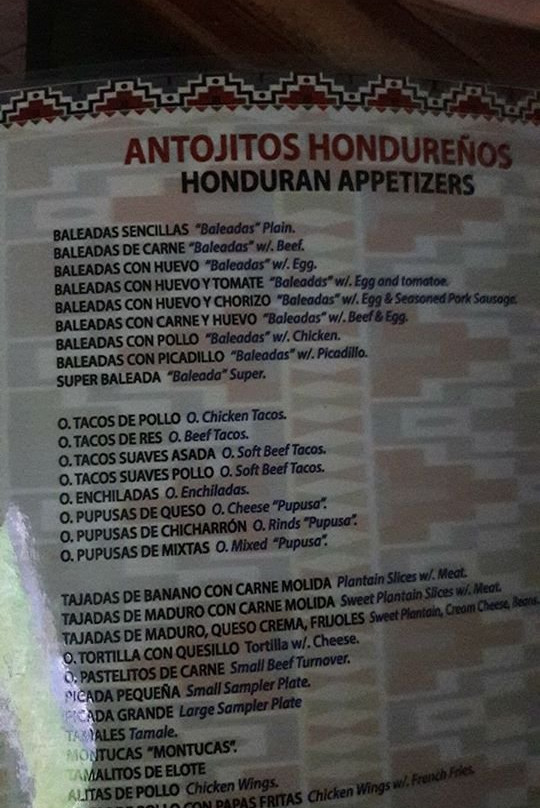 ANTOJITOS HONDUREÑOS
HONDURAN APPETIZERS
BALEADAS SENCILLAS "Baleadas" Plain.
BALEADAS DE CARNE "Baleadas" w/. Beef.
BALEADAS CON HUEVO "Baleadas" w/. Egg.
BALEADAS CON HUEVO Y TOMATE "Baleadas" w/. Egg and tomatoe.
BALEADAS CON HUEVO Y CHORIZO "Baleadas" w/. Egg & Seasoned Pork Sausage.
BALEADAS CON CARNE Y HUEVO "Baleadas" w/. Beef & Egg.
BALEADAS CON POLLO "Baleadas" w/. Chicken.
BALEADAS CON PICADILLO "Baleadas" w/. Picadillo.
SUPER BALEADA "Baleada" Super.
O. TACOS DE POLLO O. Chicken Tacos.
O. TACOS DE RES O. Beef Tacos.
O. TACOS SUAVES ASADA O. Soft Beef Tacos.
O. TACOS SUAVES POLLO O. Soft Beef Tacos.
O. ENCHILADAS O. Enchiladas.
O. PUPUSAS DE QUESO O. Cheese "Pupusa".
O. PUPUSAS DE CHICHARRÓN O. Rinds "Pupusa".
O. PUPUSAS DE MIXTAS O. Mixed "Pupusa".
TAJADAS DE BANANO CON CARNE MOLIDA Plantain Slices w/. Meat.
TAJADAS DE MADURO CON CARNE MOLIDA Sweet Plantain Slices w/. Meat.
TAJADAS DE MADURO, QUESO CREMA, FRIJOLES Sweet Plantain, Cream Cheese, Beans.
O. TORTILLA CON QUESILLO Tortilla w/. Cheese.
O. PASTELITOS DE CARNE Small Beef Turnover.
PICADA PEQUEÑA Small Sampler Plate.
PICADA GRANDE Large Sampler Plate
TAMALES Tamale.
MONTUCAS "MONTUCAS".
TAMALITOS DE ELOTE
ALITAS DE POLLO Chicken Wings.
DE POLLO CON PAPAS FRITAS Chicken Wings w/. French Fries.